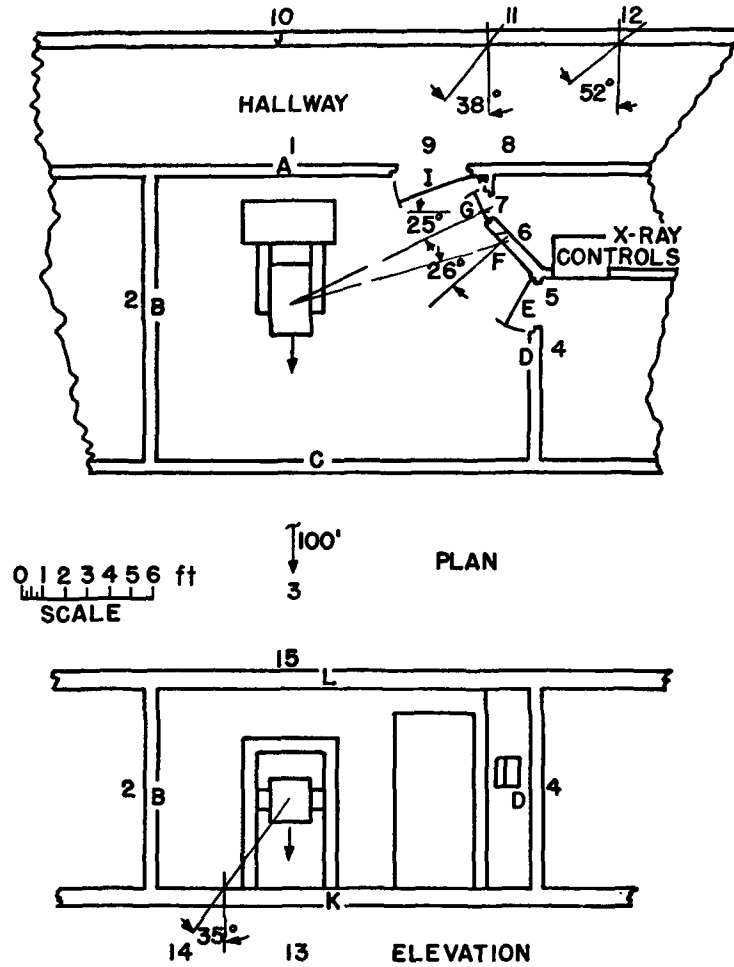 10 11 12
38° 52°
HALLWAY
1 9 8
A I
G 7
25° 6
X-RAY
CONTROLS
F
26°
2 B 5
E
D 4
C
100'
PLAN
3
0 1 2 3 4 5 6 ft
SCALE
15
L
2 B D 4
K
35°
14 13 ELEVATION